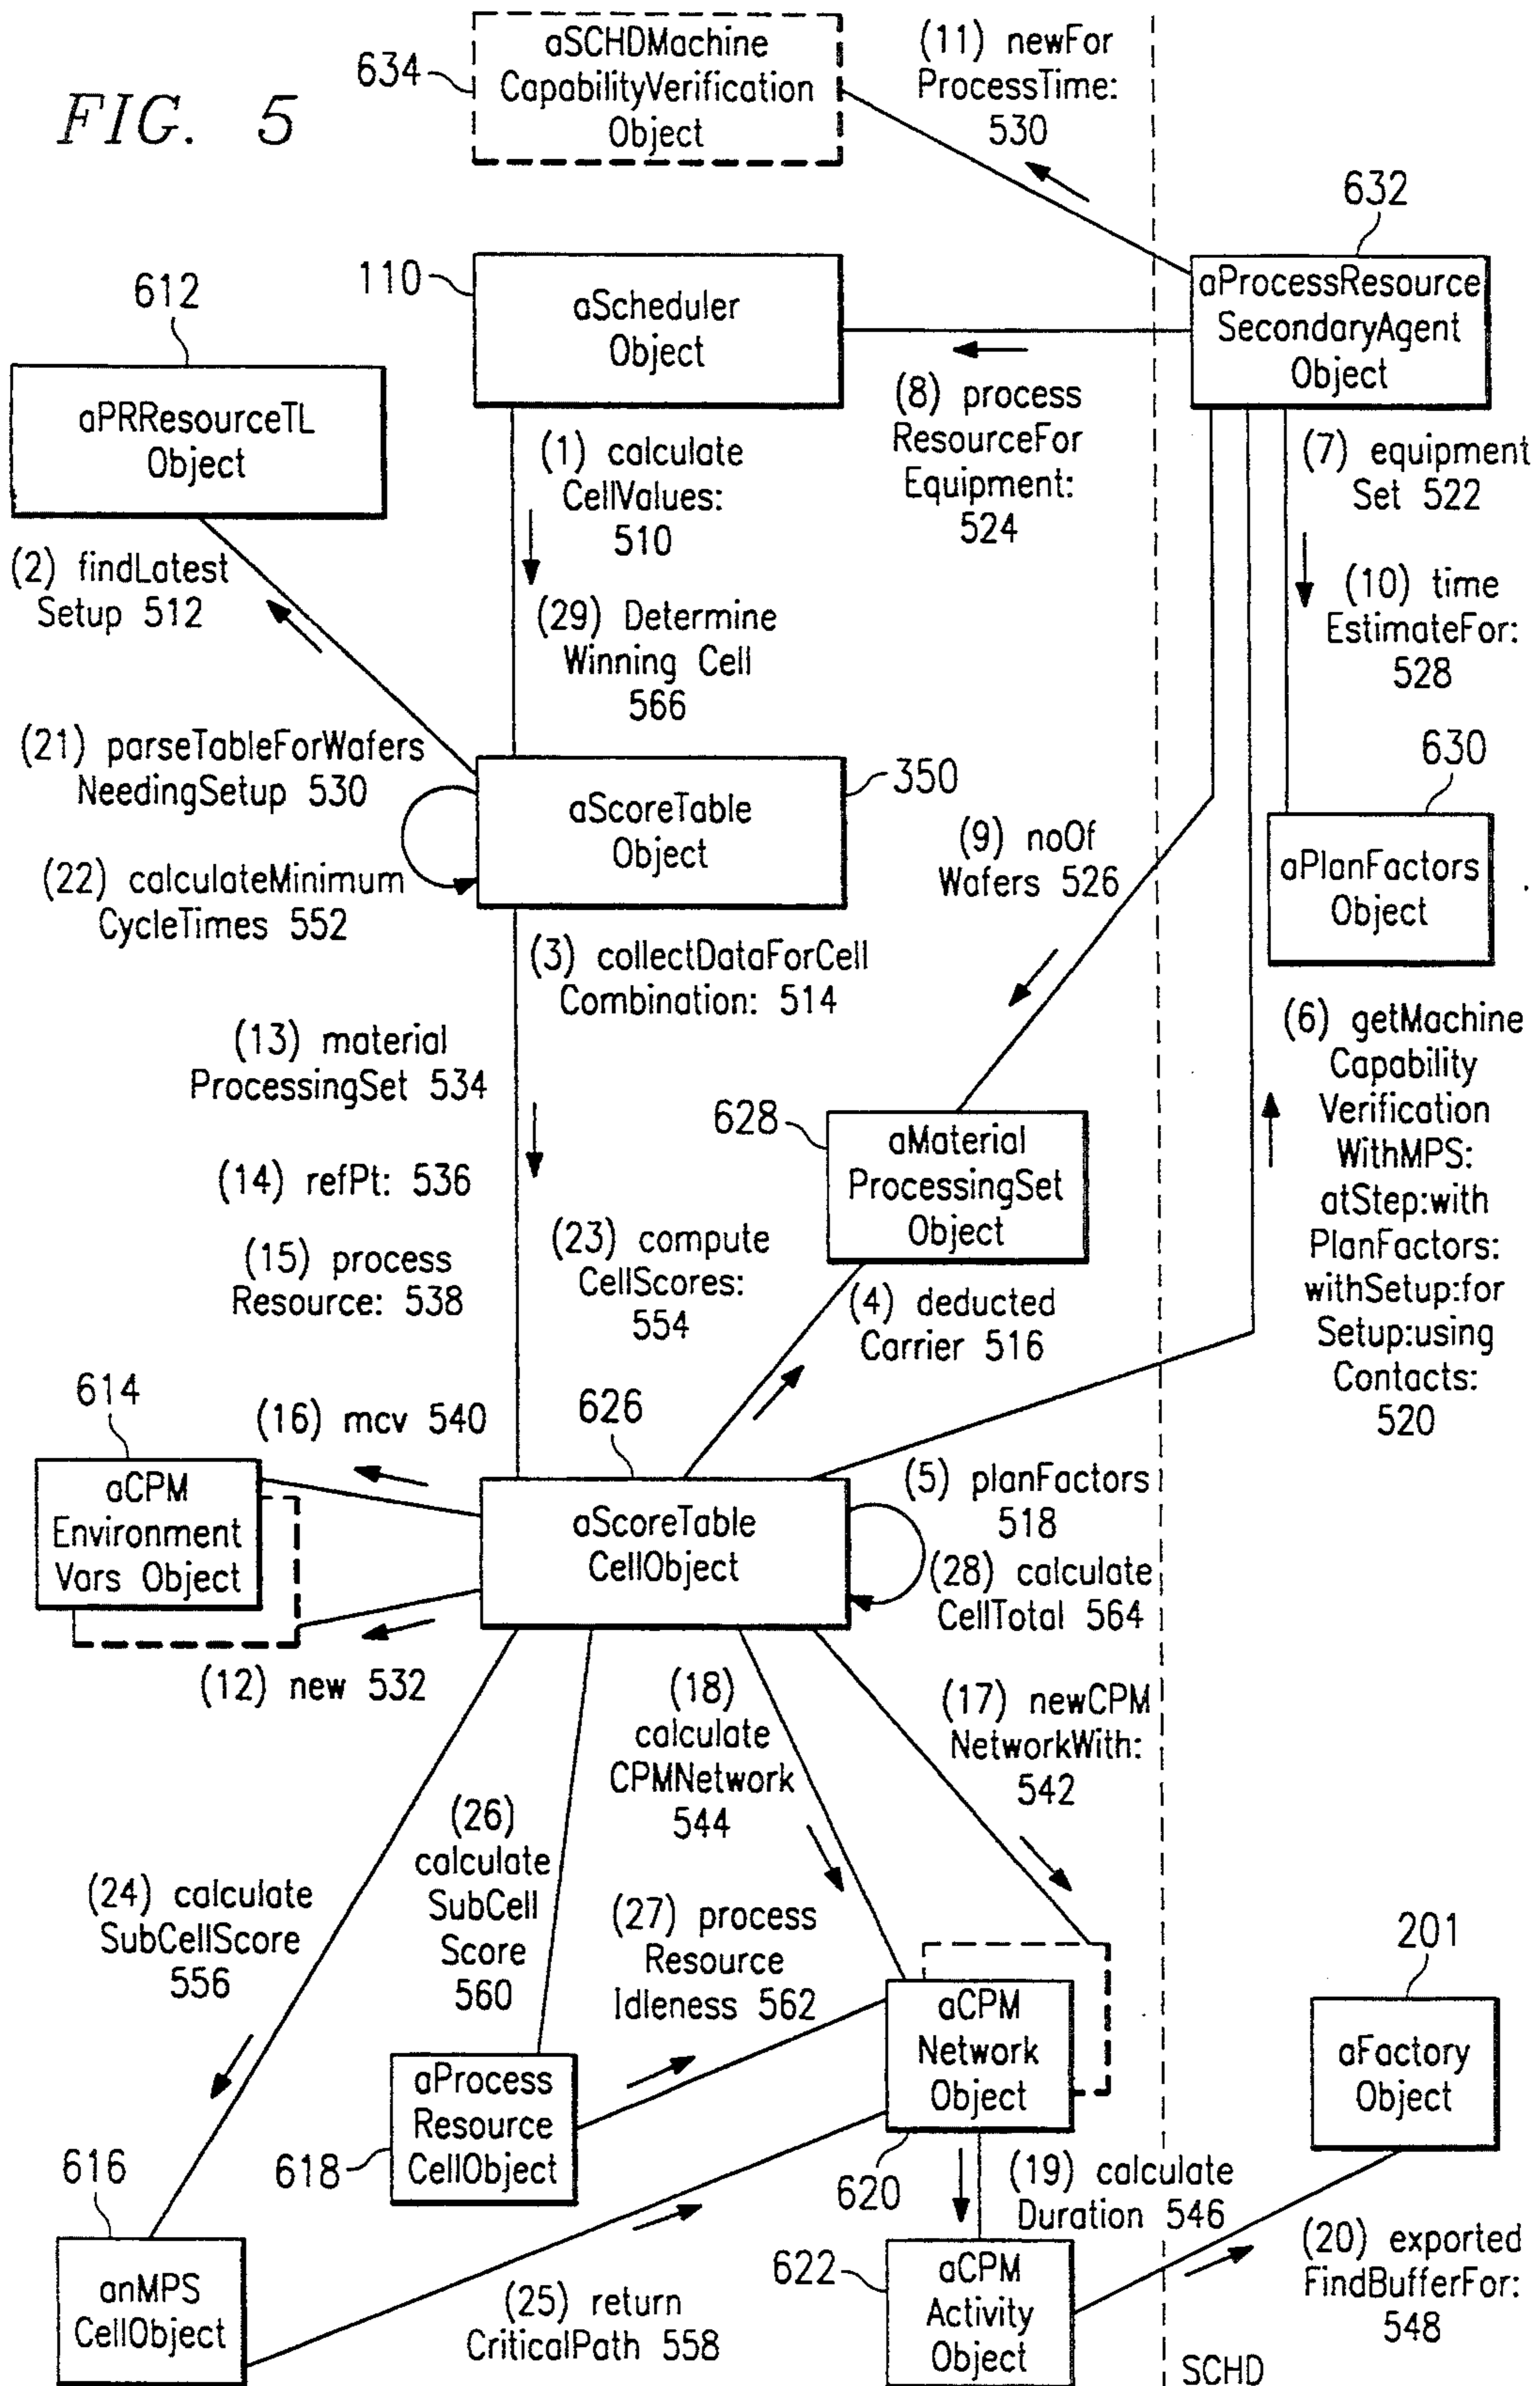 FIG. 5
634
aSCHDMachine
CapabilityVerification
Object
(11) newFor
ProcessTime:
530
632
aProcessResource
SecondaryAgent
Object
110
aScheduler
Object
612
aPRResourceTL
Object
(8) process
ResourceFor
Equipment:
524
(7) equipment
Set 522
(1) calculate
CellValues:
510
(10) time
EstimateFor:
528
(2) findLatest
Setup 512
(29) Determine
Winning Cell
566
(21) parseTableForWafers
NeedingSetup 530
350
aScoreTable
Object
630
aPlanFactors
Object
(9) noOf
Wafers 526
(22) calculateMinimum
CycleTimes 552
(3) collectDataForCell
Combination: 514
(13) material
ProcessingSet 534
(6) getMachine
Capability
Verification
WithMPS:
atStep:with
PlanFactors:
withSetup:for
Setup:using
Contacts:
520
628
aMaterial
ProcessingSet
Object
(14) refPt: 536
(15) process
Resource: 538
(23) compute
CellScores:
554
(4) deducted
Carrier 516
614
aCPM
Environment
Vars Object
(16) mcv 540
626
aScoreTable
CellObject
(5) planFactors
518
(28) calculate
CellTotal 564
(12) new 532
(18)
calculate
CPMNetwork
544
(17) newCPM
NetworkWith:
542
(26)
calculate
SubCell
Score
560
(24) calculate
SubCellScore
556
(27) process
Resource
Idleness 562
201
aFactory
Object
aCPM
Network
Object
620
aProcess
Resource
CellObject
618
616
anMPS
CellObject
(19) calculate
Duration 546
622
aCPM
Activity
Object
(20) exported
FindBufferFor:
548
(25) return
CriticalPath 558
SCHD